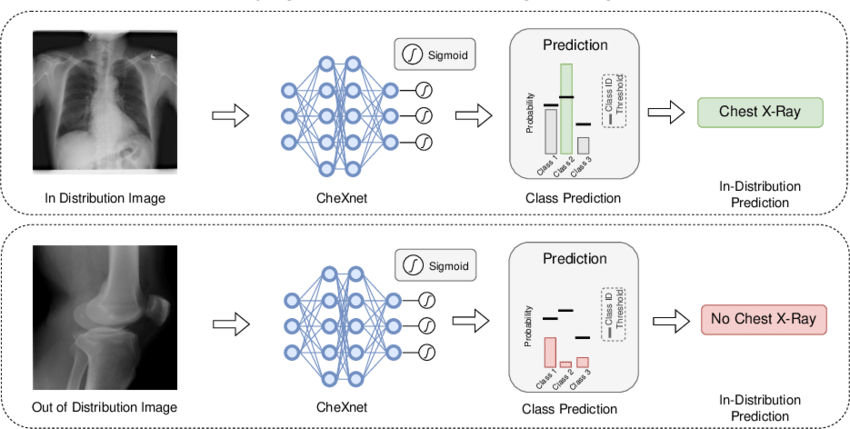 Sigmoid
Prediction
Probability
Class ID
Threshold
Class 1
Class 2
Class 3
Chest X-Ray
In Distribution Image
CheXnet
Class Prediction
In-Distribution
Prediction
Sigmoid
Prediction
Probability
Class ID
Threshold
Class 1
Class 2
Class 3
No Chest X-Ray
Out of Distribution Image
CheXnet
Class Prediction
In-Distribution
Prediction